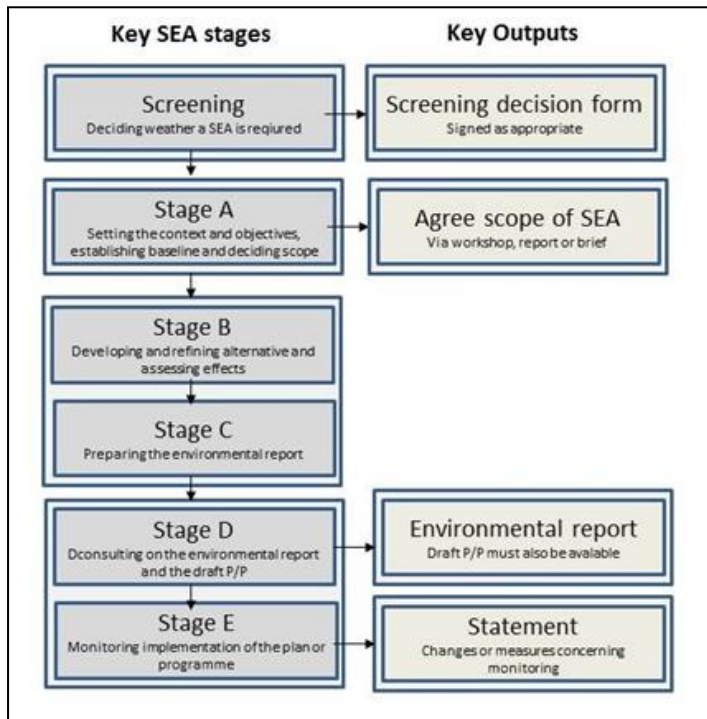 Key SEA stages
Key Outputs
Screening
Deciding weather a SEA is reqiured
Screening decision form
Signed as appropriate
Stage A
Setting the context and objectives,
establishing baseline and deciding scope
Agree scope of SEA
Via workshop, report or brief
Stage B
Developing and refining alternative and
assessing effects
Stage C
Preparing the environmental report
Stage D
Dconsulting on the environmental report
and the draft P/P
Environmental report
Draft P/P must also be avalable
Stage E
Monitoring implementation of the plan or
programme
Statement
Changes or measures concerning
monitoring